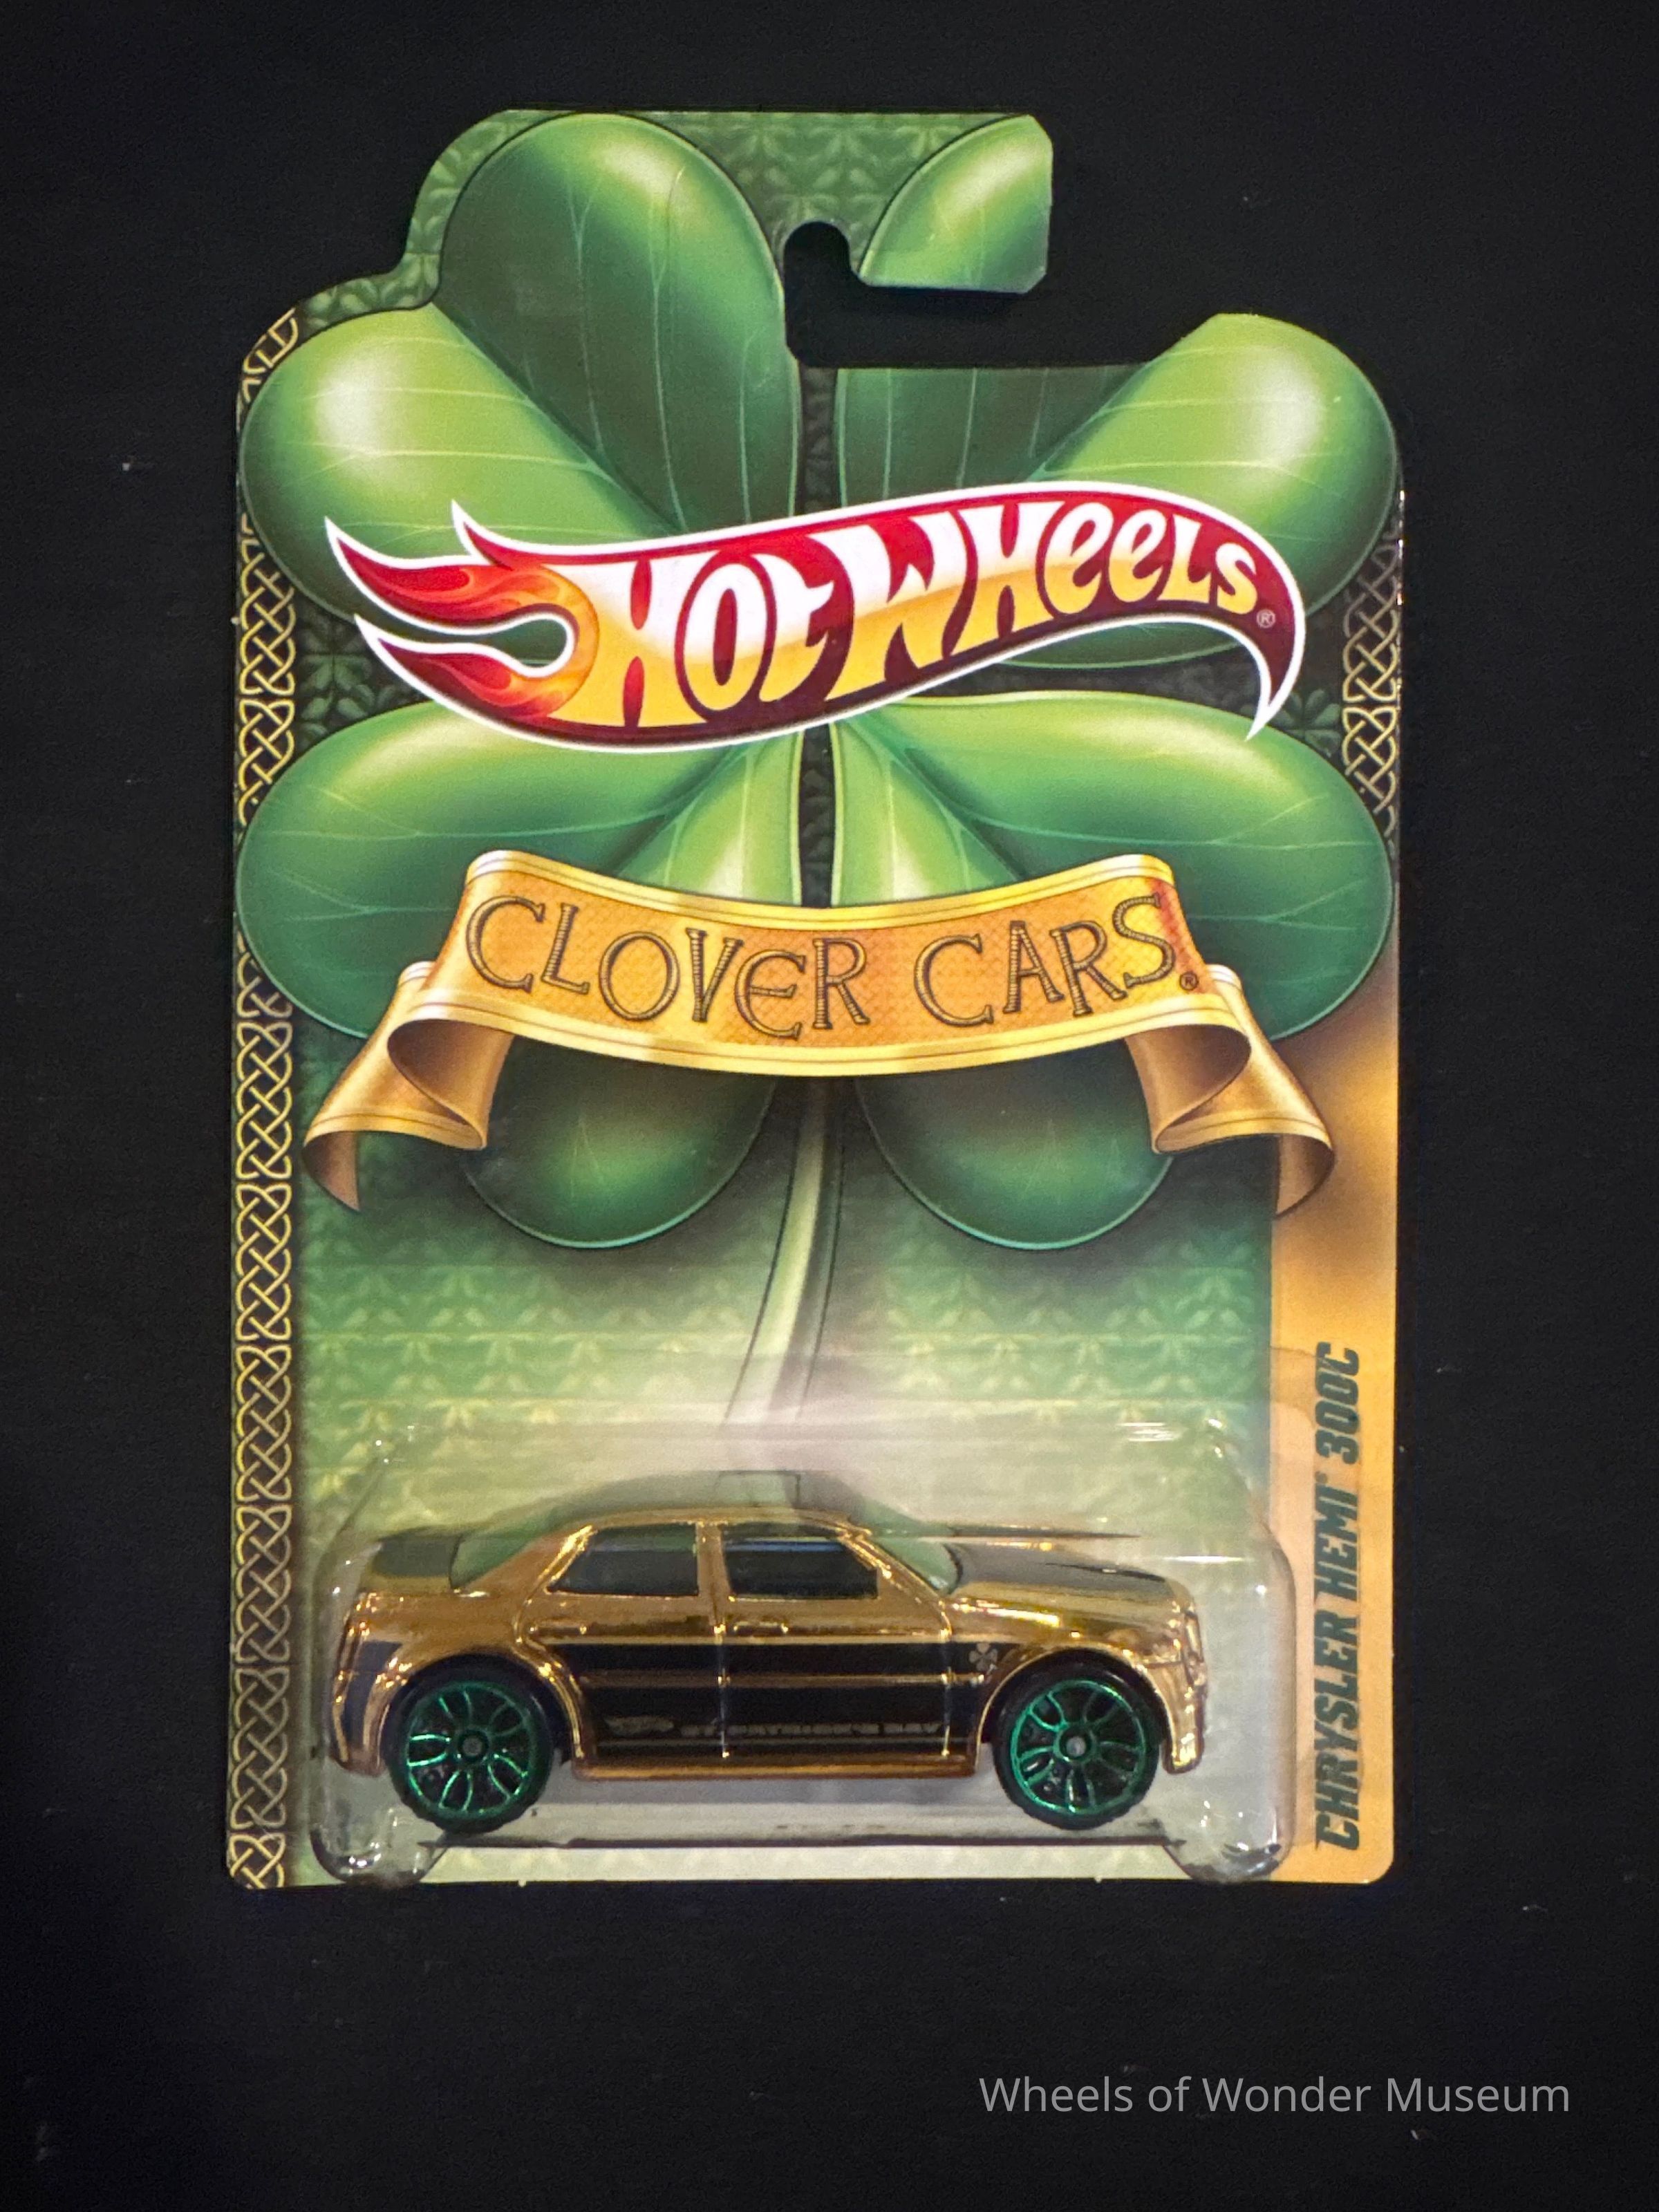 HOT WHEELS®
CLOVER CARS®
CHRYSLER HEMI® 300C
ST. PATRICK'S DAY
Wheels of Wonder Museum